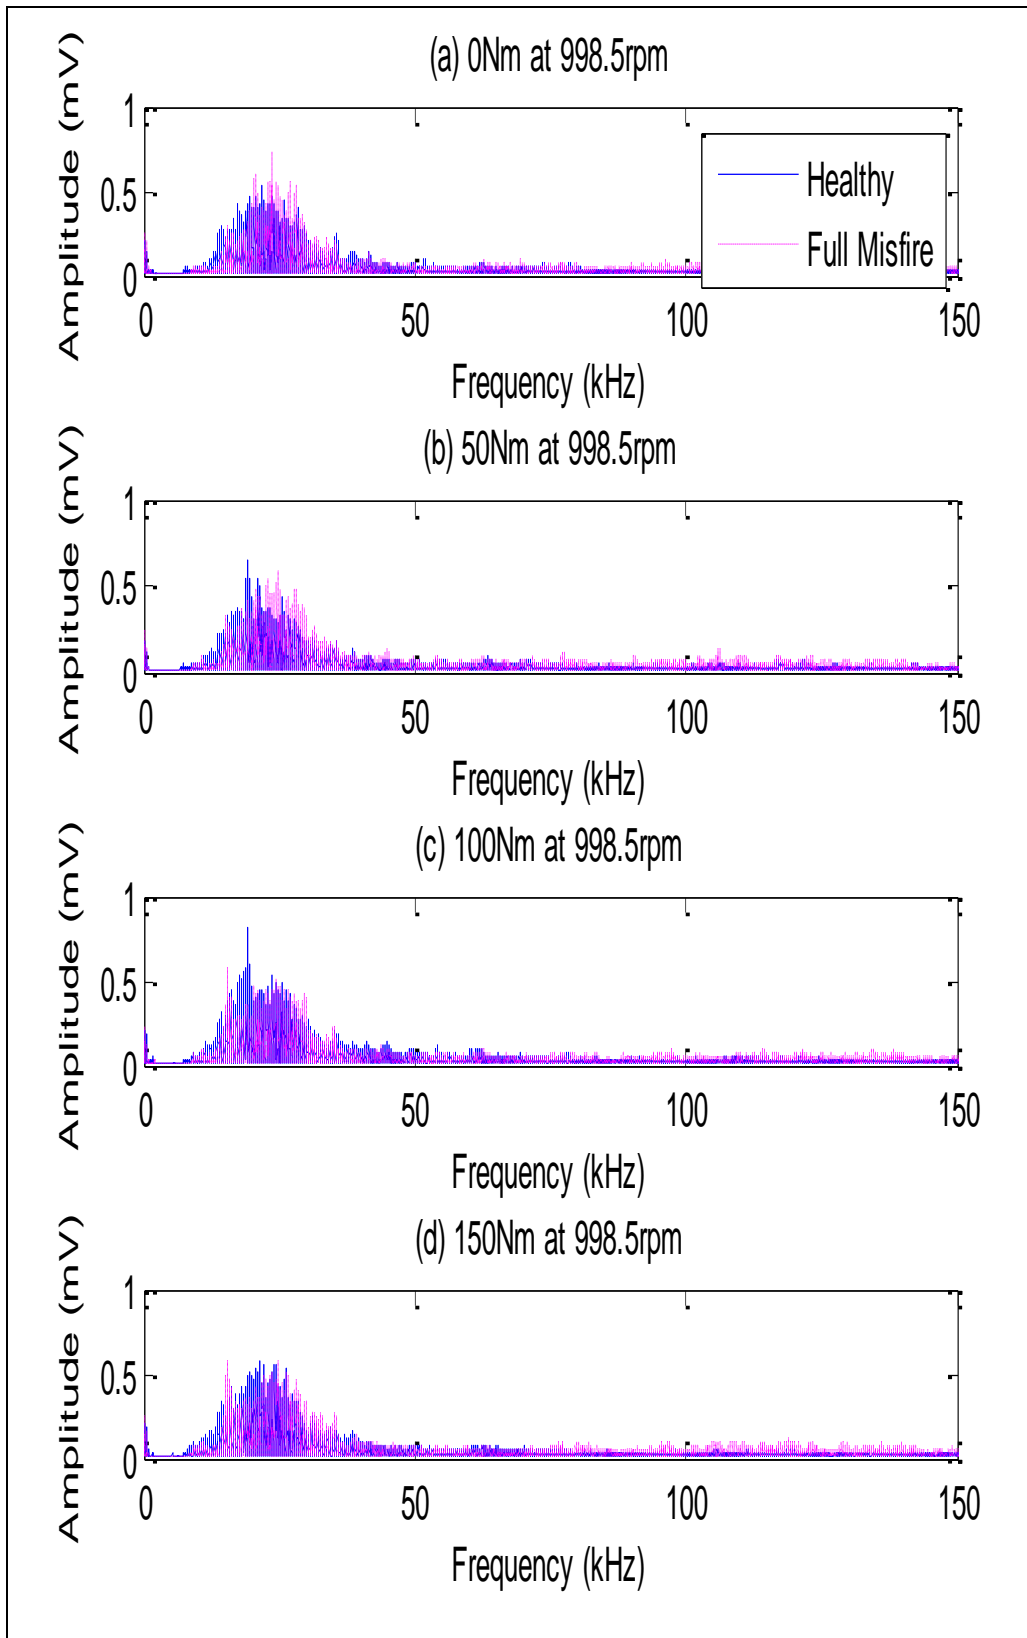 (a) 0Nm at 998.5rpm
Amplitude (mV)
1
0.5
0
Healthy
Full Misfire
0 50 100 150
Frequency (kHz)
(b) 50Nm at 998.5rpm
Amplitude (mV)
1
0.5
0
0 50 100 150
Frequency (kHz)
(c) 100Nm at 998.5rpm
Amplitude (mV)
1
0.5
0
0 50 100 150
Frequency (kHz)
(d) 150Nm at 998.5rpm
Amplitude (mV)
1
0.5
0
0 50 100 150
Frequency (kHz)